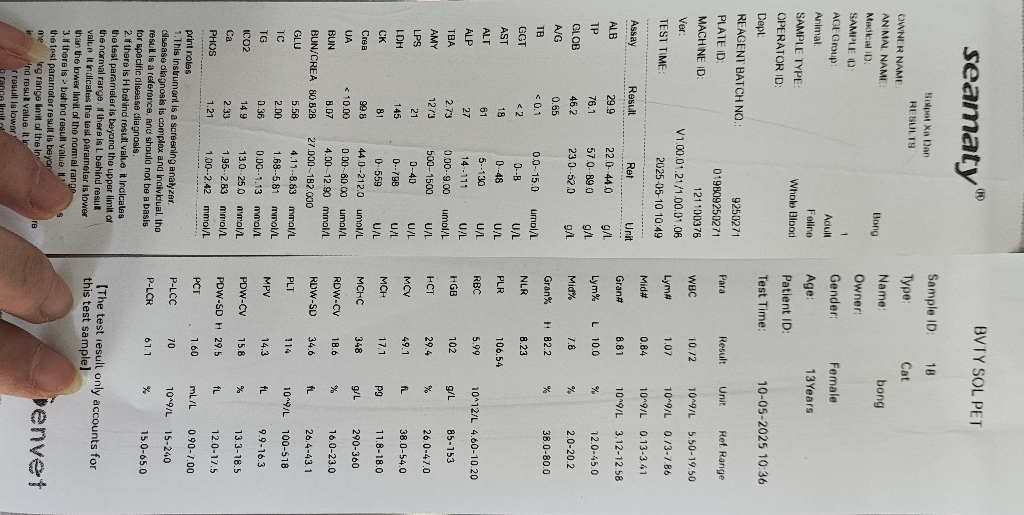 seamaty®
Solpet Xa Dan
RESULTS
OWNER NAME:
ANIMAL NAME: Bong
Medical ID:
SAMPLE ID: 1
AGE Group: Adult
Animal: Feline
SAMPLE TYPE: Whole Blood
OPERATOR ID:
Dept:
REAGENT BATCH NO.: 9250271
PLATE ID: 019809250271
MACHINE ID: 121100376
Ver: V1.00.01.21/1.00.01.06
TEST TIME: 2025-05-10 10:49
Assay Result Ref Unit
ALB 29.9 22.0-44.0 g/L
TP 76.1 57.0-89.0 g/L
GLOB 46.2 23.0-52.0 g/L
A/G 0.65
TB <0.1 0.0-15.0 umol/L
GGT <2 0-8 U/L
AST 18 0-48 U/L
ALT 61 5-130 U/L
ALP 27 14-111 U/L
TBA 2.73 0.00-9.00 umol/L
AMY 1273 500-1500 U/L
LPS 21 0-40 U/L
LDH 145 0-798 U/L
CK 81 0-559 U/L
Crea 99.8 44.0-212.0 umol/L
UA <10.00 0.00-60.00 umol/L
BUN 8.07 4.00-12.90 mmol/L
BUN/CREA 80.828 27.000-182.000
GLU 5.58 4.11-8.83 mmol/L
TC 2.00 1.68-5.81 mmol/L
TG 0.36 0.00-1.13 mmol/L
tCO2 14.9 13.0-25.0 mmol/L
Ca 2.33 1.95-2.83 mmol/L
PHOS 1.21 1.00-2.42 mmol/L
print notes
1.This instrument is a screening analyzer.
disease diagnosis is complex and individual. the
result is a reference, and should not be a basis
for specific disease diagnosis.
2.If there is H behind result value, it indicates
the test parameter is beyond the upper limit of
the normal range. if there is L behind result
value, it indicates the test parameter is lower
than the lower limit of the normal range.
3.If there is > behind result value, it
the test parameter result is beyond
BVTY SOL PET
Sample ID: 18
Type: Cat
Name: bong
Owner:
Gender: Female
Age: 13Years
Patient ID:
Test Time: 10-05-2025 10:36
Para Result Unit Ref. Range
WBC 10.72 10^9/L 5.50-19.50
Lym# 1.07 10^9/L 0.73-7.86
Mid# 0.84 10^9/L 0.13-3.41
Gran# 8.81 10^9/L 3.12-12.58
Lym% L 10.0 % 12.0-45.0
Mid% 7.8 % 2.0-20.2
Gran% H 82.2 % 38.0-80.0
NLR 8.23
PLR 106.54
RBC 5.99 10^12/L 4.60-10.20
HGB 102 g/L 85-153
HCT 29.4 % 26.0-47.0
MCV 49.1 fL 38.0-54.0
MCH 17.1 pg 11.8-18.0
MCHC 348 g/L 290-360
RDW-CV 18.6 % 16.0-23.0
RDW-SD 34.6 fL 26.4-43.1
PLT 114 10^9/L 100-518
MPV 14.3 fL 9.9-16.3
PDW-CV 15.8 % 13.3-18.5
PDW-SD H 29.5 fL 12.0-17.5
PCT 1.60 mL/L 0.90-7.00
P-LCC 70 10^9/L 15-240
P-LCR 61.1 % 15.0-65.0
【The test result only accounts for
this test sample】